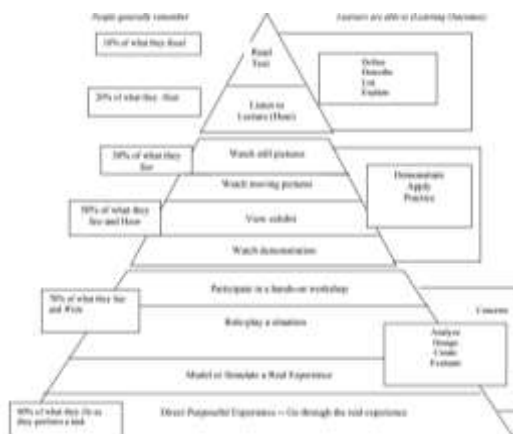 People generally remember
Learners are able to (Learning Outcomes)
10% of what they Read
Read
Text
Define
Describe
List
Explain
20% of what they Hear
Listen to
Lecture (Hear)
30% of what they
See
Watch still pictures
Watch moving pictures
Demonstrate
Apply
Practice
50% of what they
See and Hear
View exhibit
Watch demonstration
Participate in a hands-on workshop
70% of what they Say
and Write
Role-play a situation
Analyze
Design
Create
Evaluate
Model or Simulate a Real Experience
90% of what they Do as
they perform a task
Direct Purposeful Experience -- Go through the real experience